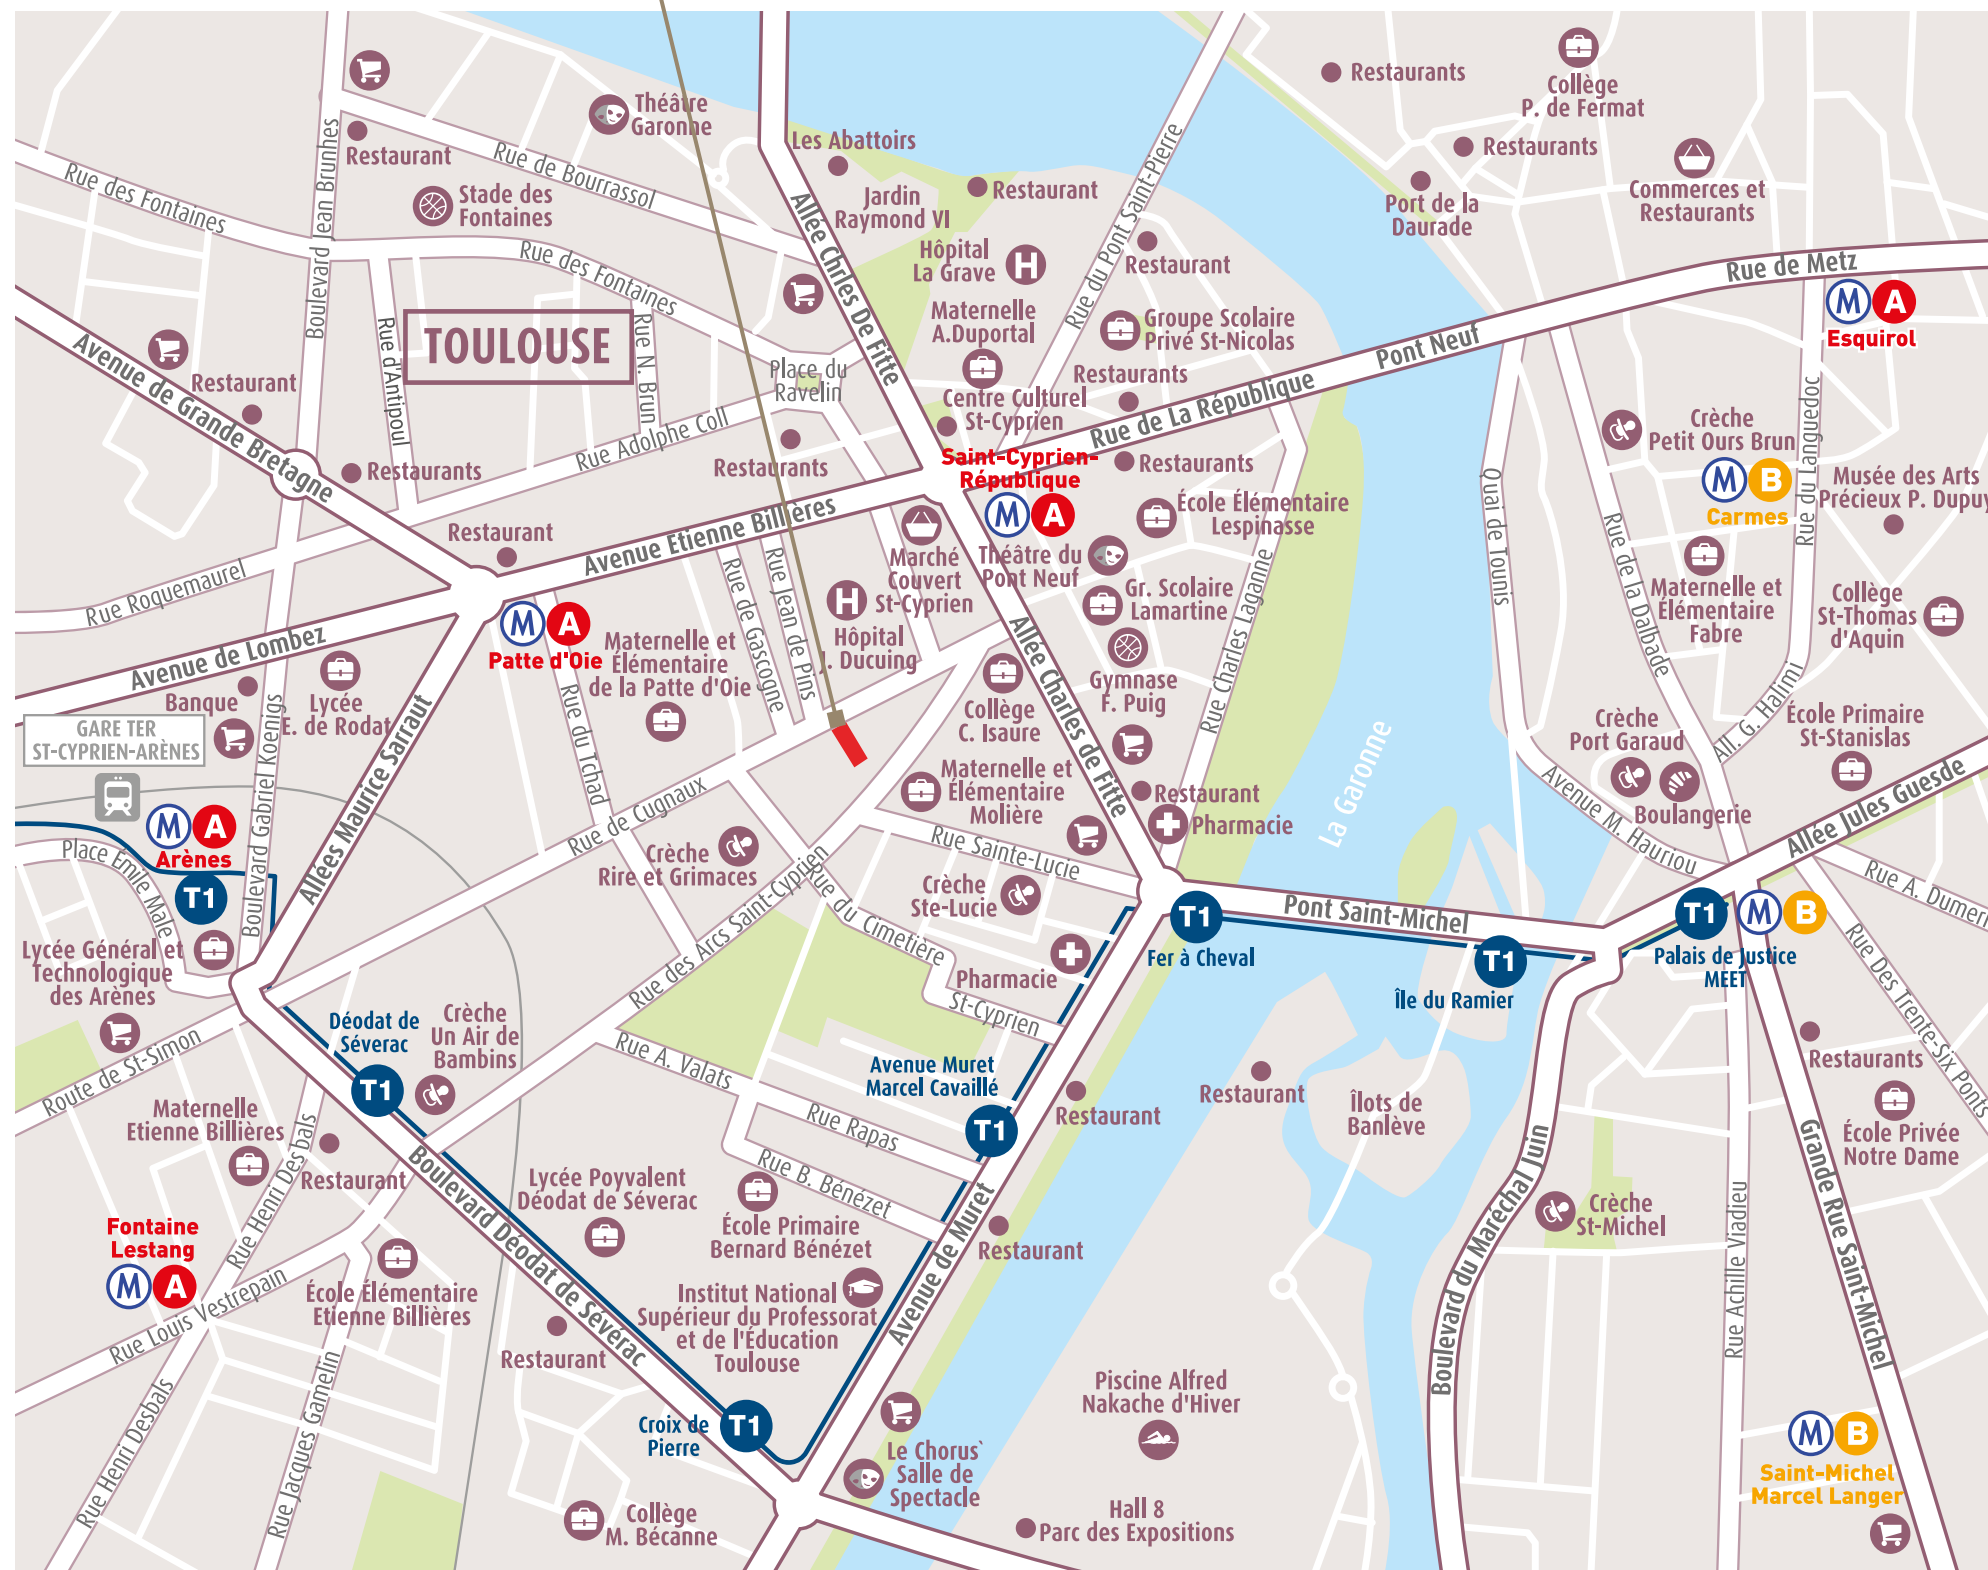 Théâtre
Garonne
Restaurant
Rue de Bourrassol
Rue des Fontaines
Boulevard Jean Brunhes
Stade des
Fontaines
Rue des Fontaines
Les Abattoirs
Jardin
Raymond VI
Restaurant
Hôpital
La Grave
H
Restaurant
Rue du Pont Saint-Pierre
Allée Chrles De Fitte
Restaurants
Collège
P. de Fermat
Restaurants
Port de la
Daurade
Commerces et
Restaurants
Rue de Metz
M A
Esquirol
TOULOUSE
Rue d'Antipoul
Rue N. Brun
Avenue de Grande Bretagne
Restaurant
Restaurants
Rue Adolphe Coll
Place du
Ravelin
Restaurants
Maternelle
A.Duportal
Groupe Scolaire
Privé St-Nicolas
Restaurants
Centre Culturel
St-Cyprien
Rue de La République
Pont Neuf
Saint-Cyprien-
République
M A
Restaurants
École Élémentaire
Lespinasse
Crèche
Petit Ours Brun
M B
Carmes
Rue du Languedoc
Musée des Arts
Précieux P. Dupuy
Quai de Tounis
Rue de la Dalbade
Maternelle et
Élémentaire
Fabre
Collège
St-Thomas
d'Aquin
Restaurant
Avenue Etienne Billières
Rue Roquemaurel
Avenue de Lombez
M A
Patte d'Oie
Maternelle et
Élémentaire
de la Patte d'Oie
Rue de Gascogne
Rue Jean de Pins
H
Hôpital
J. Ducuing
Marché
Couvert
St-Cyprien
Théâtre du
Pont Neuf
Gr. Scolaire
Lamartine
Gymnase
F. Puig
Rue Charles Laganne
Allée Charles de Fitte
Collège
C. Isaure
Banque
Lycée
E. de Rodat
GARE TER
ST-CYPRIEN-ARÈNES
Boulevard Gabriel Koenigs
Allées Maurice Sarraut
Rue du Tchad
Rue de Cugnaux
M A
Arènes
T1
Place Émile Male
Lycée Général et
Technologique
des Arènes
Crèche
Rire et Grimaces
Maternelle et
Élémentaire
Molière
Restaurant
Pharmacie
La Garonne
Crèche
Port Garaud
Boulangerie
All. G. Halimi
École Primaire
St-Stanislas
Avenue M. Hauriou
Allée Jules Guesde
Rue A. Dumeril
Rue Sainte-Lucie
Crèche
Ste-Lucie
Rue des Arcs Saint-Cyprien
Rue du Cimetière
St-Cyprien
Pharmacie
T1
Fer à Cheval
Pont Saint-Michel
T1
Île du Ramier
T1 M B
Palais de Justice
MEET
Rue Des Trente-Six Ponts
Route de St-Simon
Déodat de
Séverac
T1
Crèche
Un Air de
Bambins
Rue A. Valats
Rue Rapas
Rue B. Bénézet
Avenue Muret
Marcel Cavaillé
T1
Restaurant
Restaurant
Îlots de
Banlève
Restaurants
École Privée
Notre Dame
Maternelle
Etienne Billières
Restaurant
Rue Henri Desbals
Boulevard Déodat de Séverac
Lycée Poyvalent
Déodat de Séverac
École Primaire
Bernard Bénézet
Institut National
Supérieur du Professorat
et de l'Éducation
Toulouse
Avenue de Muret
Restaurant
Crèche
St-Michel
Boulevard du Maréchal Juin
Rue Achille Viadieu
Grande Rue Saint-Michel
Fontaine
Lestang
M A
Rue Louis Vestrepain
École Élémentaire
Etienne Billières
Restaurant
Rue Henri Desbals
Rue Jacques Gamelin
Croix de
Pierre
T1
Collège
M. Bécanne
Le Chorus`
Salle de
Spectacle
Piscine Alfred
Nakache d'Hiver
Hall 8
Parc des Expositions
M B
Saint-Michel
Marcel Langer